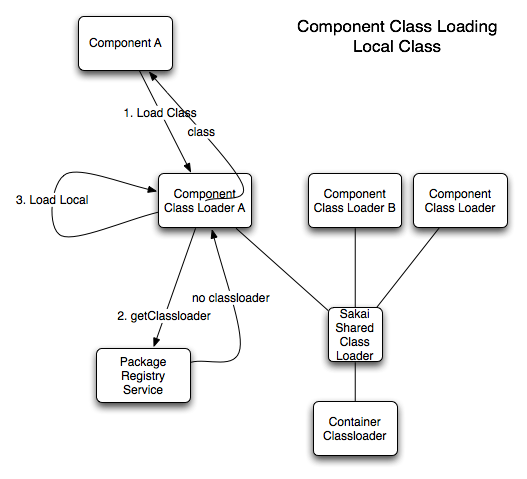 Component Class Loading
Local Class
Component A
1. Load Class
class
3. Load Local
Component
Class Loader A
Component
Class Loader B
Component
Class Loader
no classloader
2. getClassloader
Sakai
Shared
Class
Loader
Package
Registry
Service
Container
Classloader